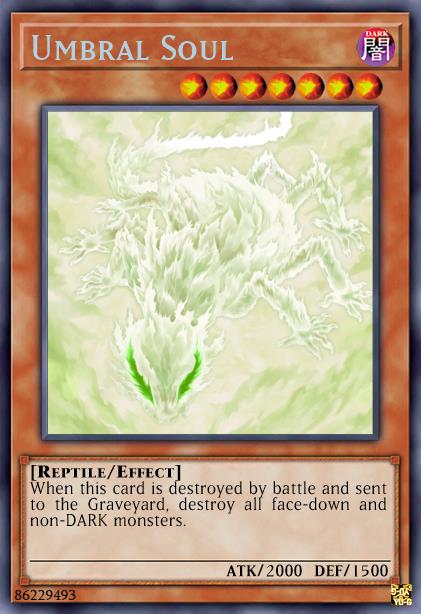 Umbral Soul
DARK
闇
[Reptile/Effect]
When this card is destroyed by battle and sent
to the Graveyard, destroy all face-down and
non-DARK monsters.
ATK/2000 DEF/1500
86229493